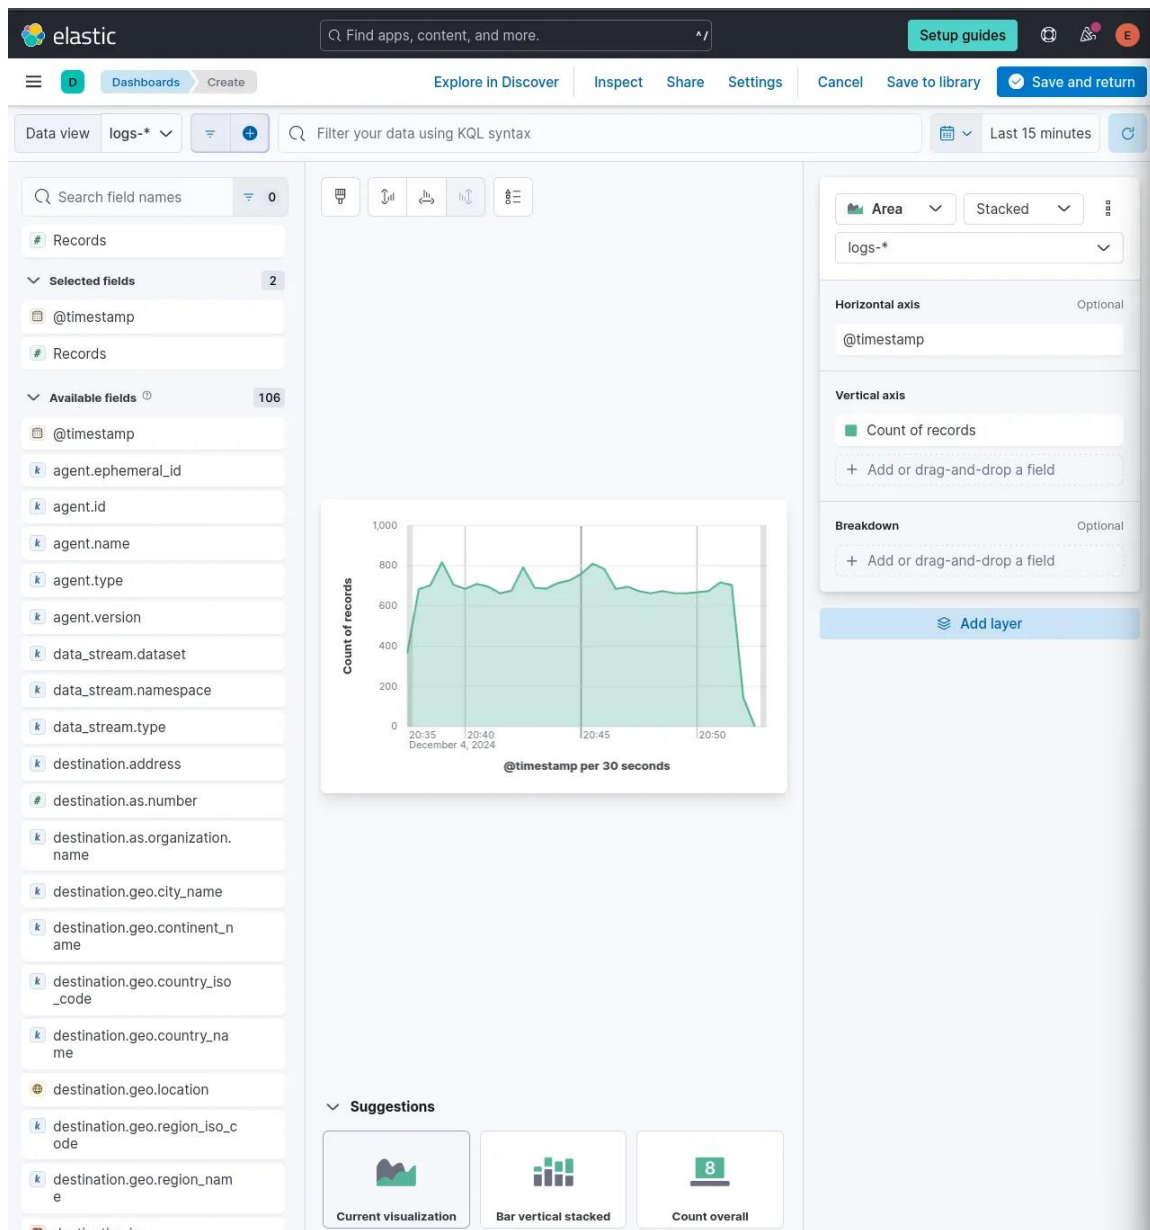 elastic
Find apps, content, and more.
^/
Setup guides
E
D
Dashboards
Create
Explore in Discover
Inspect
Share
Settings
Cancel
Save to library
Save and return
Data view
logs-*
Filter your data using KQL syntax
Last 15 minutes
Search field names
0
# Records
Selected fields
2
@timestamp
# Records
Available fields
106
@timestamp
k agent.ephemeral_id
k agent.id
k agent.name
k agent.type
k agent.version
k data_stream.dataset
k data_stream.namespace
k data_stream.type
k destination.address
# destination.as.number
k destination.as.organization.
name
k destination.geo.city_name
k destination.geo.continent_n
ame
k destination.geo.country_iso
_code
k destination.geo.country_na
me
destination.geo.location
k destination.geo.region_iso_c
ode
k destination.geo.region_nam
e
1,000
800
600
400
200
0
Count of records
20:35
20:40
20:45
20:50
December 4, 2024
@timestamp per 30 seconds
Suggestions
Current visualization
Bar vertical stacked
8
Count overall
Area
Stacked
logs-*
Horizontal axis
Optional
@timestamp
Vertical axis
Count of records
+ Add or drag-and-drop a field
Breakdown
Optional
+ Add or drag-and-drop a field
Add layer